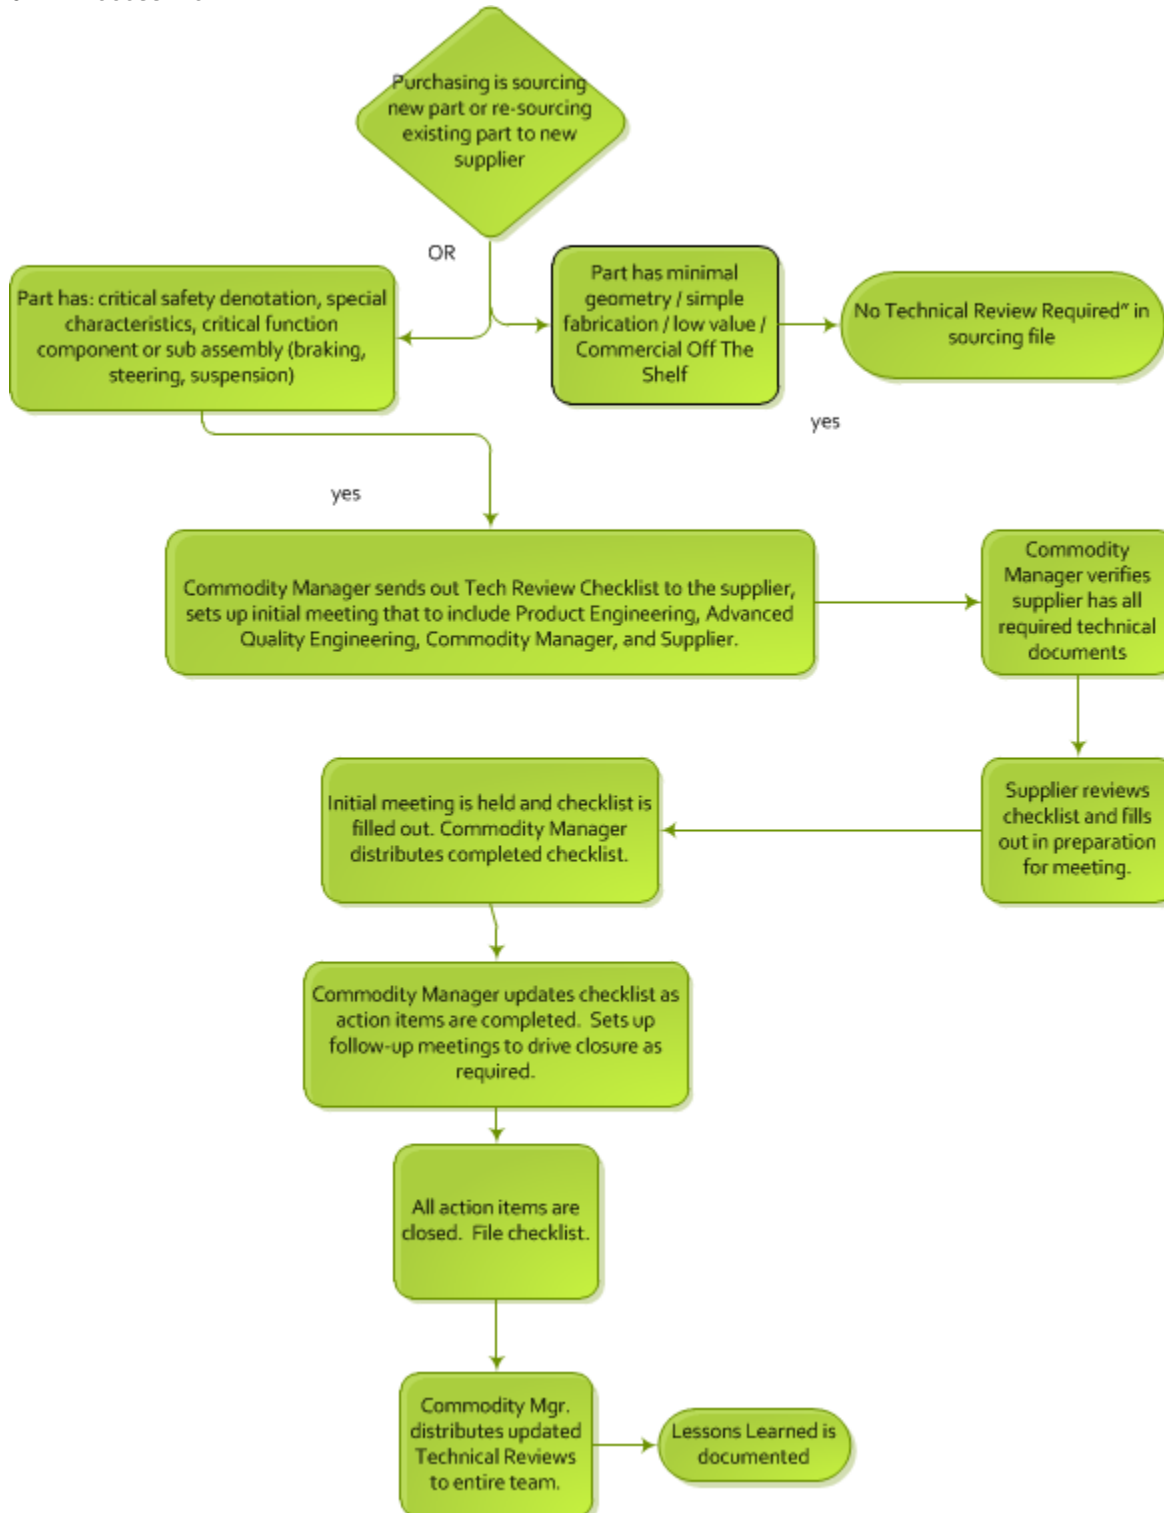 Purchasing is sourcing
new part or re-sourcing
existing part to new
supplier
OR
Part has: critical safety denotation, special
characteristics, critical function
component or sub assembly (braking,
steering, suspension)
Part has minimal
geometry / simple
fabrication / low value /
Commercial Off The
Shelf
No Technical Review Required” in
sourcing file
yes
yes
Commodity Manager sends out Tech Review Checklist to the supplier,
sets up initial meeting that to include Product Engineering, Advanced
Quality Engineering, Commodity Manager, and Supplier.
Commodity
Manager verifies
supplier has all
required technical
documents
Supplier reviews
checklist and fills
out in preparation
for meeting.
Initial meeting is held and checklist is
filled out. Commodity Manager
distributes completed checklist.
Commodity Manager updates checklist as
action items are completed.  Sets up
follow-up meetings to drive closure as
required.
All action items are
closed.  File checklist.
Commodity Mgr.
distributes updated
Technical Reviews
to entire team.
Lessons Learned is
documented